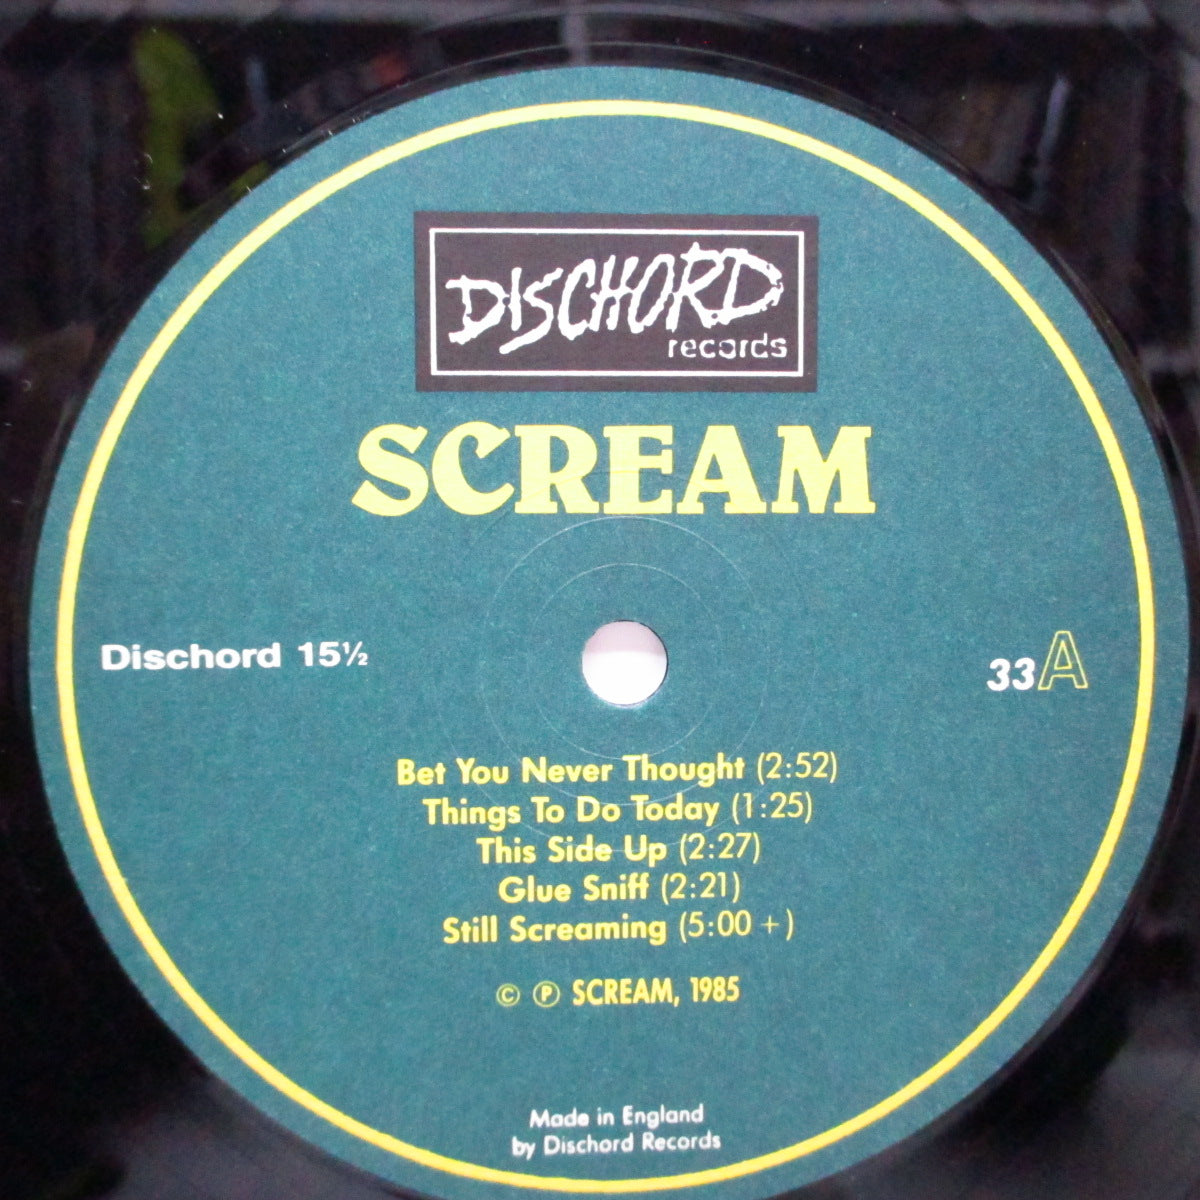 DISCHORD
records
SCREAM
Dischord 15½
33 A
Bet You Never Thought (2:52)
Things To Do Today (1:25)
This Side Up (2:27)
Glue Sniff (2:21)
Still Screaming (5:00 +)
© ℗ SCREAM, 1985
Made in England
by Dischord Records